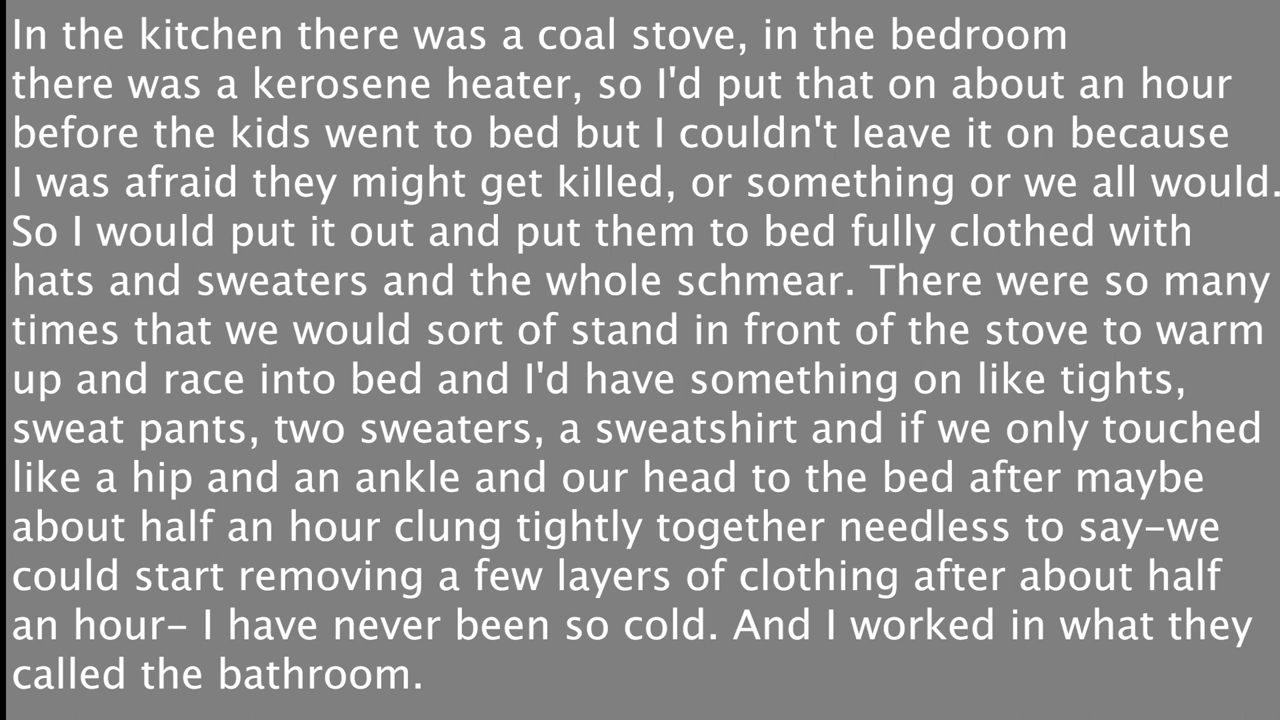 In the kitchen there was a coal stove, in the bedroom
there was a kerosene heater, so I'd put that on about an hour
before the kids went to bed but I couldn't leave it on because
I was afraid they might get killed, or something or we all would.
So I would put it out and put them to bed fully clothed with
hats and sweaters and the whole schmear. There were so many
times that we would sort of stand in front of the stove to warm
up and race into bed and I'd have something on like tights,
sweat pants, two sweaters, a sweatshirt and if we only touched
like a hip and an ankle and our head to the bed after maybe
about half an hour clung tightly together needless to say–we
could start removing a few layers of clothing after about half
an hour– I have never been so cold. And I worked in what they
called the bathroom.